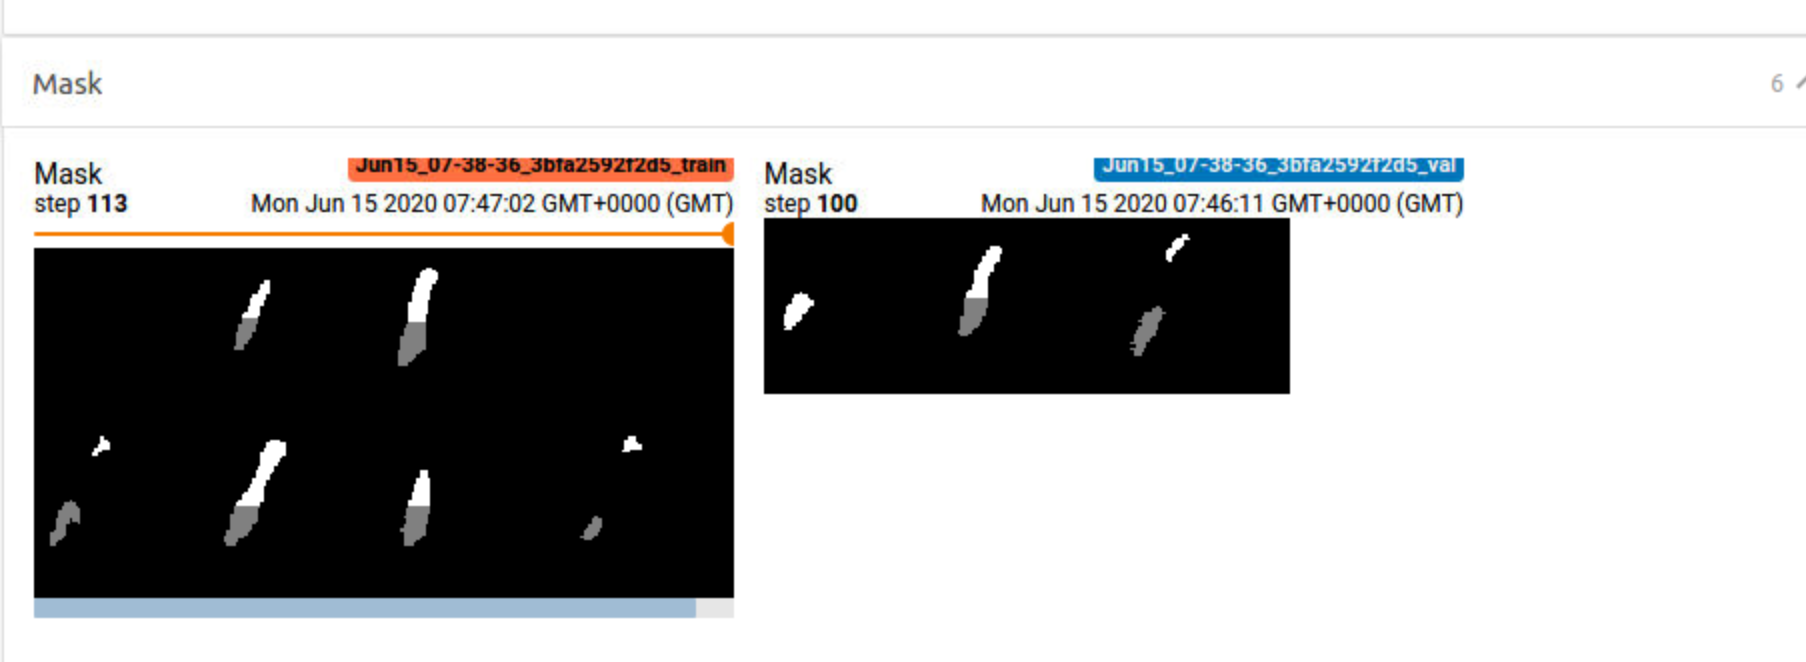 Mask
6
Mask
Jun15_07-38-36_3bfa2592f2d5_train
step 113
Mon Jun 15 2020 07:47:02 GMT+0000 (GMT)
Mask
Jun15_07-38-36_3bfa2592f2d5_val
step 100
Mon Jun 15 2020 07:46:11 GMT+0000 (GMT)